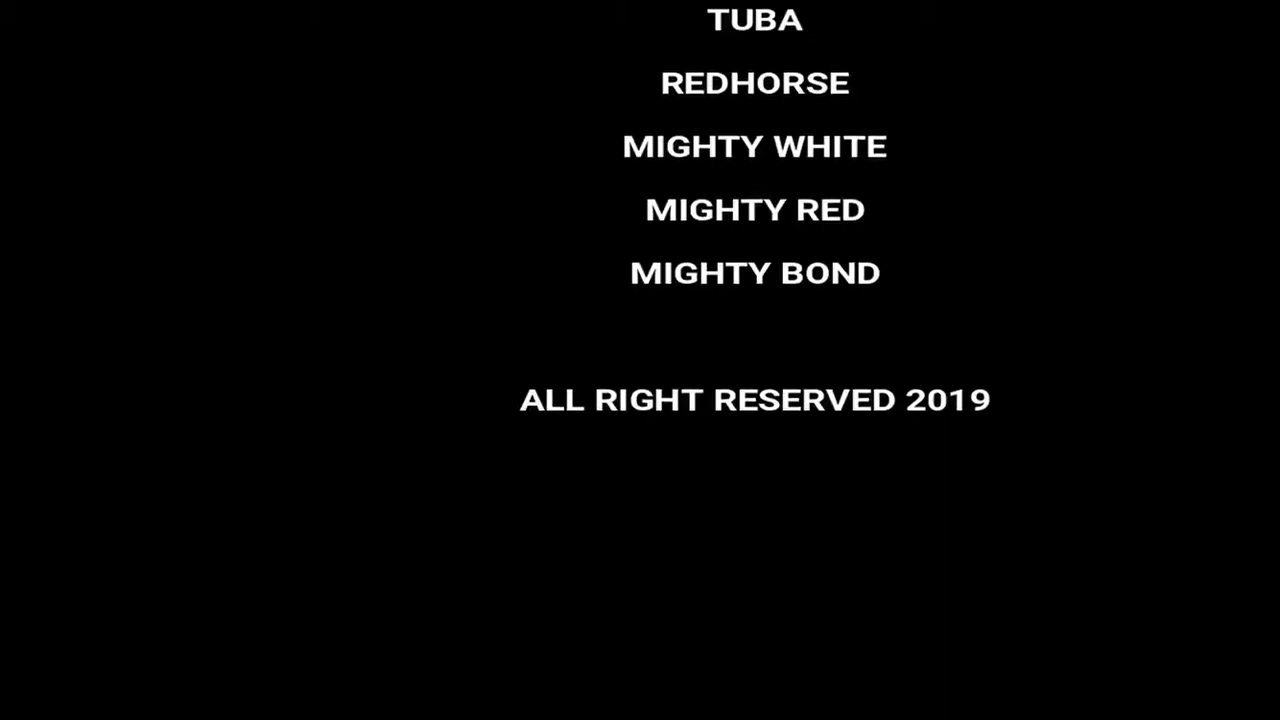 TUBA
REDHORSE
MIGHTY WHITE
MIGHTY RED
MIGHTY BOND
ALL RIGHT RESERVED 2019